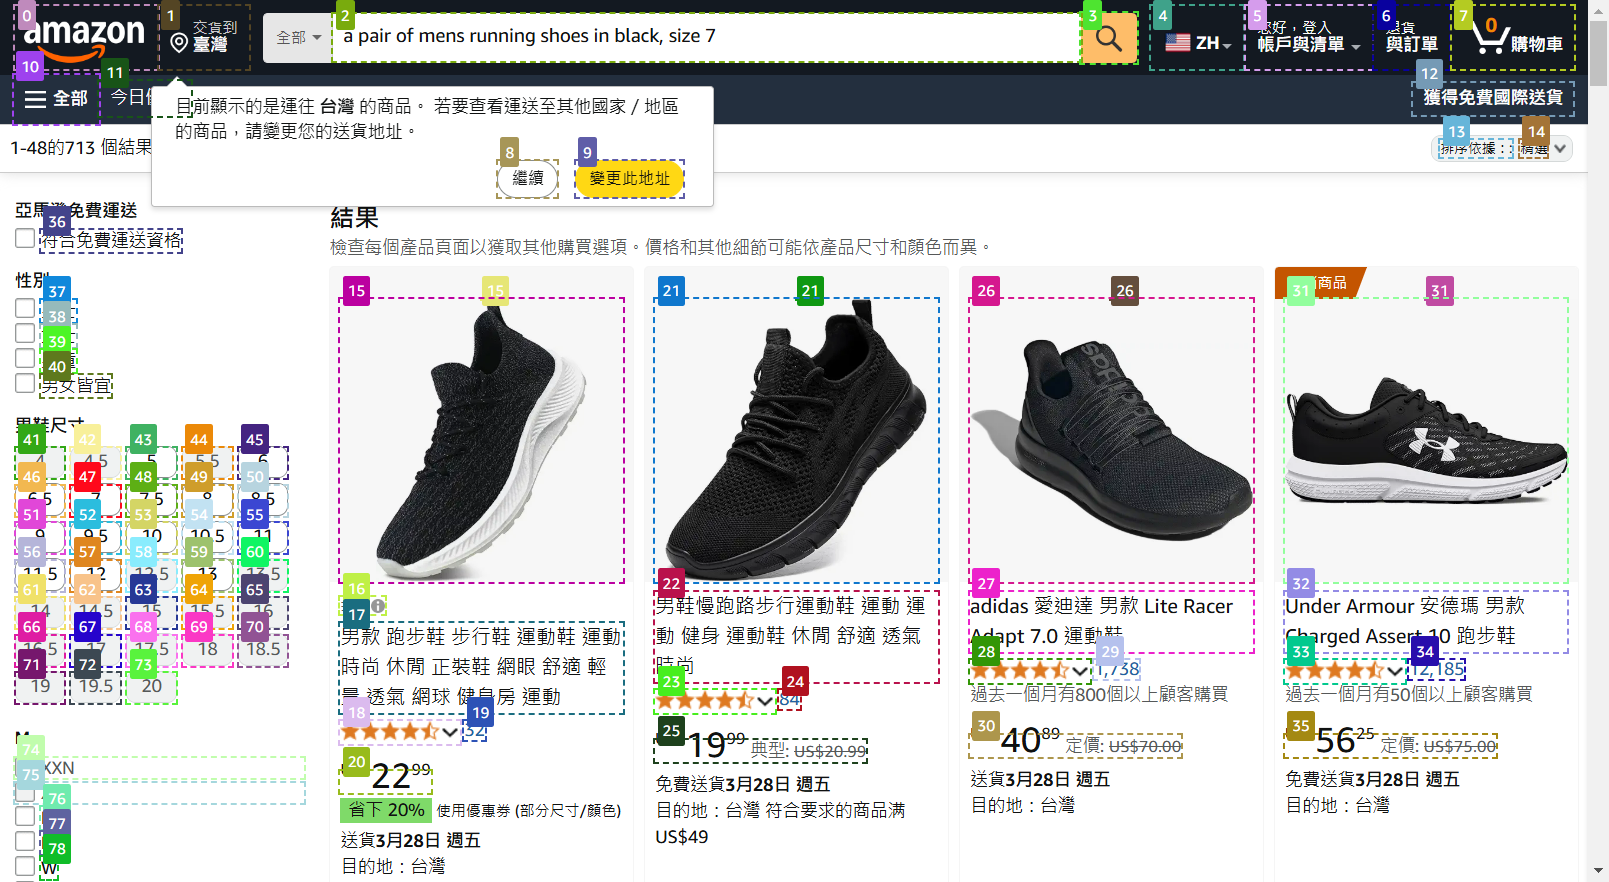 amazon
交貨到
臺灣
全部
a pair of mens running shoes in black, size 7
ZH
您好，登入
帳戶與清單
退貨
與訂單
0
購物車
全部
今日
獲得免費國際送貨
目前顯示的是運往 台灣 的商品。 若要查看運送至其他國家 / 地區
的商品，請變更您的送貨地址。
繼續
變更此地址
1-48的713 個結果
排序依據：:
精選
亞馬遜免費運送
符合免費運送資格
性別
男女皆宜
男鞋尺寸
4
4.5
5
5.5
6
6.5
7
7.5
8
8.5
9
9.5
10
10.5
11
11.5
12
12.5
13
13.5
14
14.5
15
15.5
16
16.5
17
17.5
18
18.5
19
19.5
20
XXN
W
結果
檢查每個產品頁面以獲取其他購買選項。價格和其他細節可能依產品尺寸和顏色而異。
男款 跑步鞋 步行鞋 運動鞋 運動
時尚 休閒 正裝鞋 網眼 舒適 輕
量 透氣 網球 健身房 運動
32
22 99
省下 20% 使用優惠券 (部分尺寸/顏色)
送貨3月28日 週五
目的地：台灣
男鞋慢跑路步行運動鞋 運動 運
動 健身 運動鞋 休閒 舒適 透氣
時尚
84
19 99 典型: US$20.99
免費送貨3月28日 週五
目的地：台灣 符合要求的商品满
US$49
adidas 愛迪達 男款 Lite Racer
Adapt 7.0 運動鞋
1,738
過去一個月有800個以上顧客購買
40 89 定價: US$70.00
送貨3月28日 週五
目的地：台灣
商品
Under Armour 安德瑪 男款
Charged Assert 10 跑步鞋
12,185
過去一個月有50個以上顧客購買
56 25 定價: US$75.00
免費送貨3月28日 週五
目的地：台灣
0
1
2
3
4
5
6
7
8
9
10
11
12
13
14
15
15
16
17
18
19
20
21
21
22
23
24
25
26
26
27
28
29
30
31
31
32
33
34
35
36
37
38
39
40
41
42
43
44
45
46
47
48
49
50
51
52
53
54
55
56
57
58
59
60
61
62
63
64
65
66
67
68
69
70
71
72
73
74
75
76
77
78